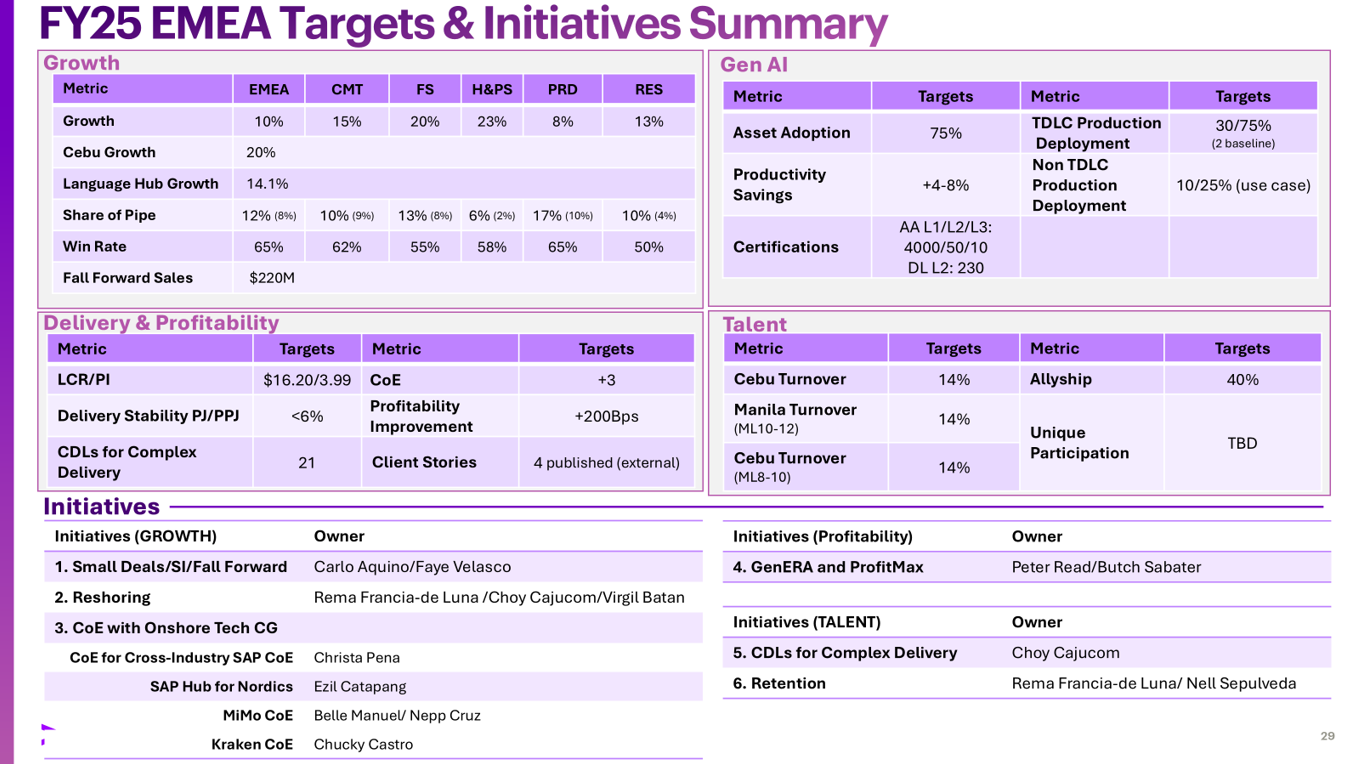 FY25 EMEA Targets & Initiatives Summary
Growth
Metric EMEA CMT FS H&PS PRD RES
Growth 10% 15% 20% 23% 8% 13%
Cebu Growth 20%
Language Hub Growth 14.1%
Share of Pipe 12% (8%) 10% (9%) 13% (8%) 6% (2%) 17% (10%) 10% (4%)
Win Rate 65% 62% 55% 58% 65% 50%
Fall Forward Sales $220M
Gen AI
Metric Targets Metric Targets
Asset Adoption 75% TDLC Production
Deployment 30/75%
(2 baseline)
Productivity
Savings +4-8% Non TDLC
Production
Deployment 10/25% (use case)
Certifications AA L1/L2/L3:
4000/50/10
DL L2: 230
Delivery & Profitability
Metric Targets Metric Targets
LCR/PI $16.20/3.99 CoE +3
Delivery Stability PJ/PPJ <6% Profitability
Improvement +200Bps
CDLs for Complex
Delivery 21 Client Stories 4 published (external)
Talent
Metric Targets Metric Targets
Cebu Turnover 14% Allyship 40%
Manila Turnover
(ML10-12) 14% Unique
Participation TBD
Cebu Turnover
(ML8-10) 14%
Initiatives
Initiatives (GROWTH) Owner
1. Small Deals/SI/Fall Forward Carlo Aquino/Faye Velasco
2. Reshoring Rema Francia-de Luna /Choy Cajucom/Virgil Batan
3. CoE with Onshore Tech CG
CoE for Cross-Industry SAP CoE Christa Pena
SAP Hub for Nordics Ezil Catapang
MiMo CoE Belle Manuel/ Nepp Cruz
Kraken CoE Chucky Castro
Initiatives (Profitability) Owner
4. GenERA and ProfitMax Peter Read/Butch Sabater
Initiatives (TALENT) Owner
5. CDLs for Complex Delivery Choy Cajucom
6. Retention Rema Francia-de Luna/ Nell Sepulveda
29